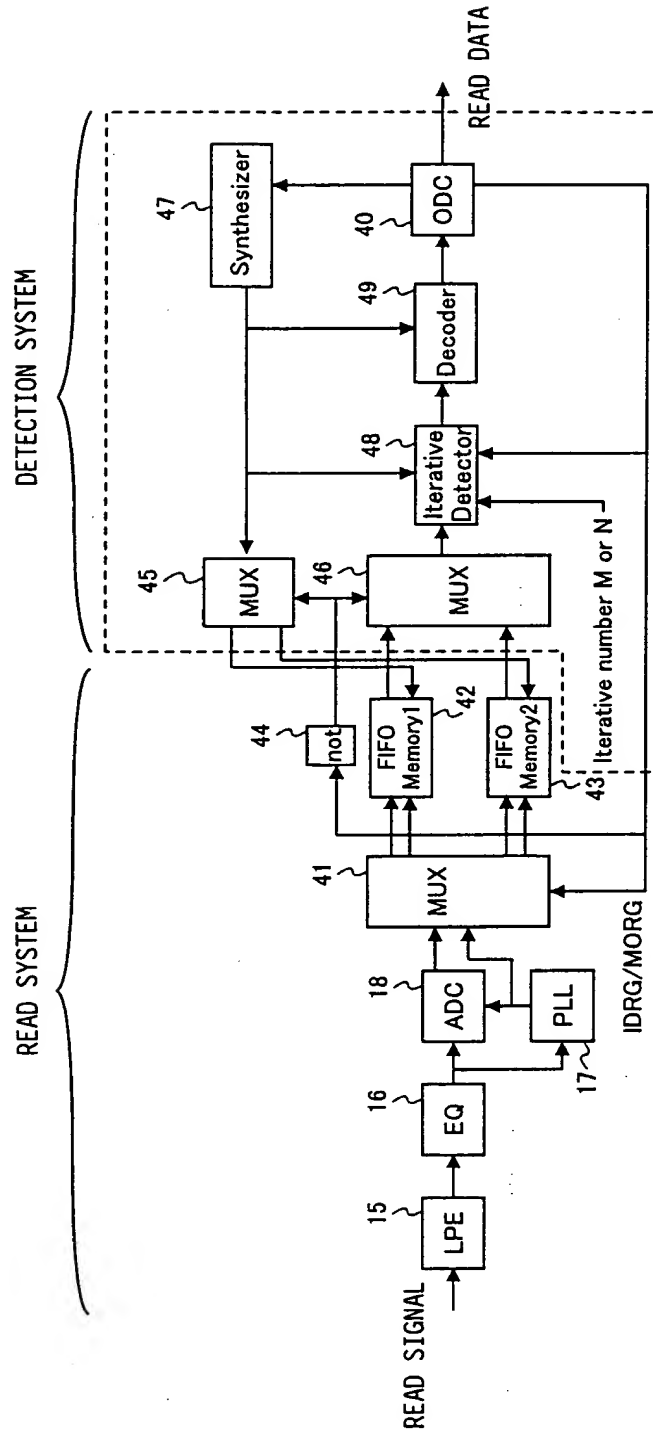 READ SYSTEM
DETECTION SYSTEM
READ SIGNAL
15
LPE
16
EQ
17
PLL
18
ADC
41
MUX
IDRG/MORG
44
not
42
FIFO
Memory1
43
FIFO
Memory2
45
MUX
46
MUX
Iterative number M or N
48
Iterative
Detector
47
Synthesizer
49
Decoder
40
ODC
READ DATA